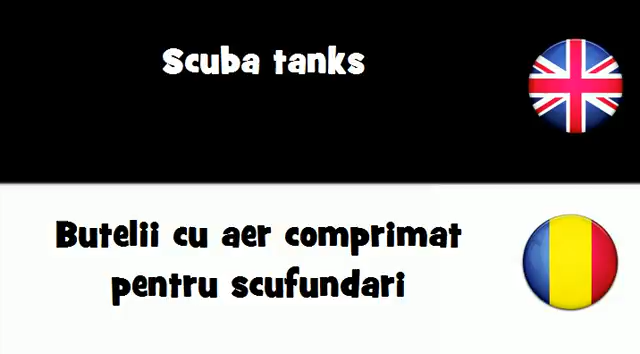 Scuba tanks
Butelii cu aer comprimat
pentru scufundari